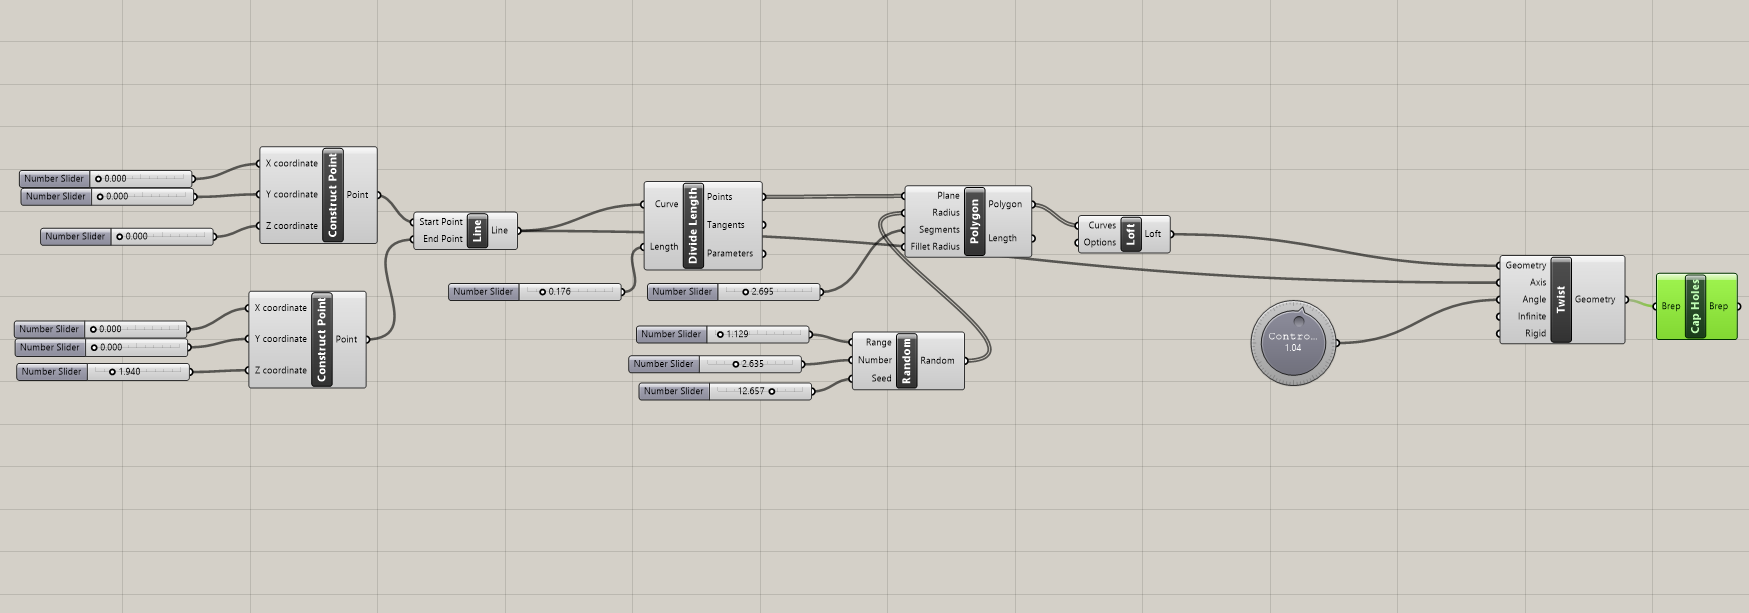 X coordinate
Y coordinate
Z coordinate
Construct Point
Point
Number Slider 0.000
Number Slider 0.000
Number Slider 0.000
X coordinate
Y coordinate
Z coordinate
Construct Point
Point
Number Slider 0.000
Number Slider 0.000
Number Slider 1.940
Start Point
End Point
Line
Line
Number Slider 0.176
Curve
Length
Divide Length
Points
Tangents
Parameters
Number Slider 2.695
Number Slider 1.129
Number Slider 2.635
Number Slider 12.657
Range
Number
Seed
Random
Random
Plane
Radius
Segments
Fillet Radius
Polygon
Polygon
Length
Curves
Options
Loft
Loft
Contro...
1.04
Geometry
Axis
Angle
Infinite
Rigid
Twist
Geometry
Brep
Cap Holes
Brep